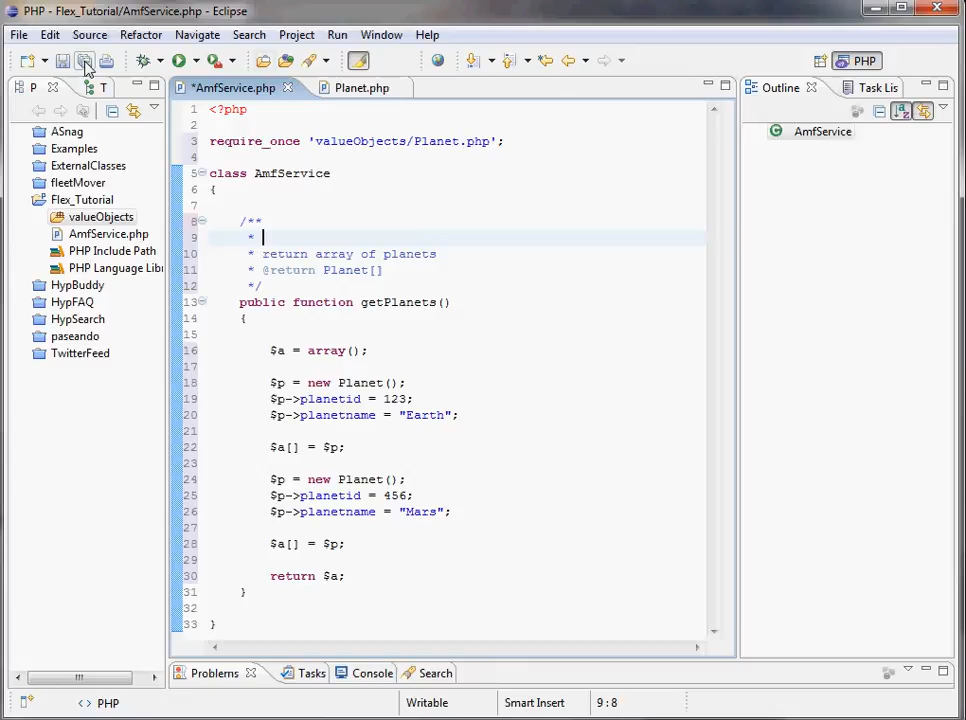 PHP - Flex_Tutorial/AmfService.php - Eclipse
File Edit Source Refactor Navigate Search Project Run Window Help
PHP
P T *AmfService.php Planet.php Outline Task Lis
ASnag
Examples
ExternalClasses
fleetMover
Flex_Tutorial
valueObjects
AmfService.php
PHP Include Path
PHP Language Libr
HypBuddy
HypFAQ
HypSearch
paseando
TwitterFeed
1 <?php
2
3 require_once 'valueObjects/Planet.php';
4
5 class AmfService
6 {
7
8 /**
9 *
10 * return array of planets
11 * @return Planet[]
12 */
13 public function getPlanets()
14 {
15
16 $a = array();
17
18 $p = new Planet();
19 $p->planetid = 123;
20 $p->planetname = "Earth";
21
22 $a[] = $p;
23
24 $p = new Planet();
25 $p->planetid = 456;
26 $p->planetname = "Mars";
27
28 $a[] = $p;
29
30 return $a;
31 }
32
33 }
AmfService
Problems Tasks Console Search
<> PHP Writable Smart Insert 9:8